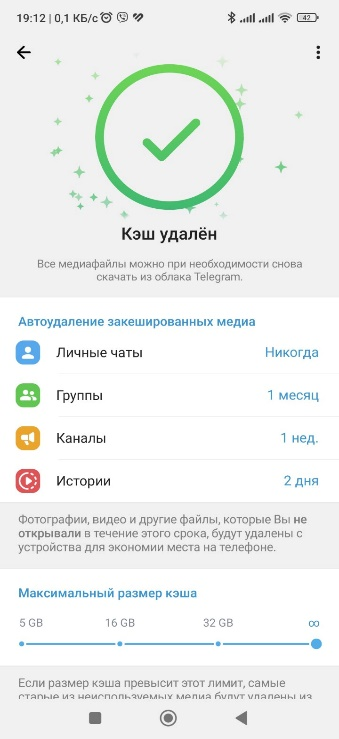 19:12 | 0,1 КБ/с
42
Кэш удалён
Все медиафайлы можно при необходимости снова
скачать из облака Telegram.
Автоудаление закешированных медиа
Личные чаты Никогда
Группы 1 месяц
Каналы 1 нед.
Истории 2 дня
Фотографии, видео и другие файлы, которые Вы не
открывали в течение этого срока, будут удалены с
устройства для экономии места на телефоне.
Максимальный размер кэша
5 GB 16 GB 32 GB ∞
Если размер кэша превысит этот лимит, самые
старые из неиспользуемых медиа будут удалены из